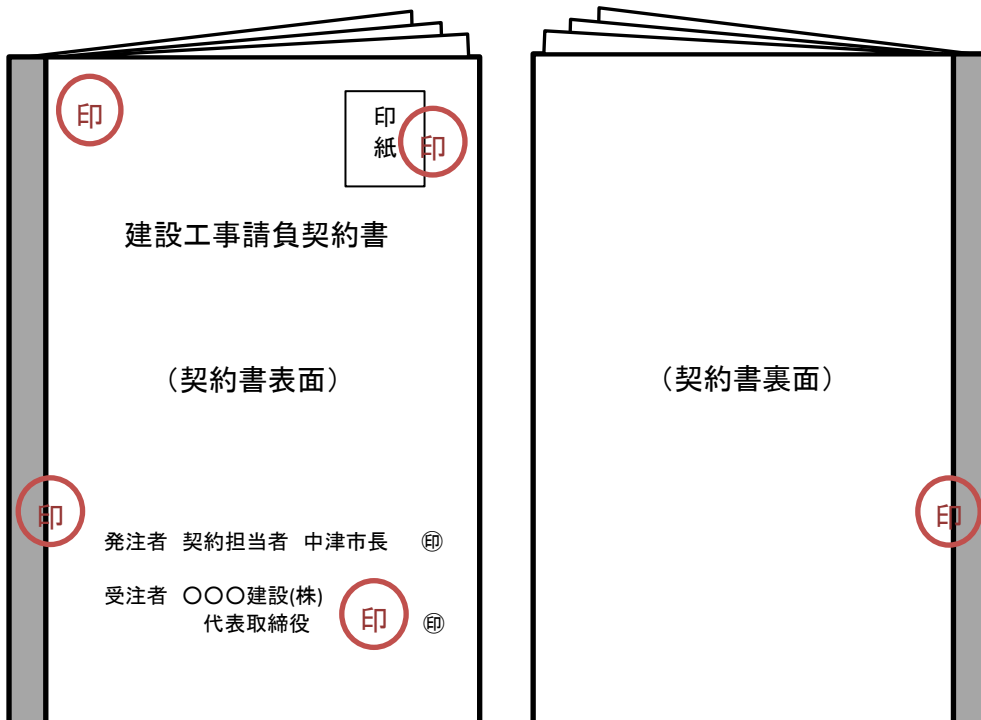 印
印
紙
印
建設工事請負契約書
（契約書表面）
印
発注者 契約担当者 中津市長 ㊞
受注者 〇〇〇建設(株)
代表取締役 印 ㊞
（契約書裏面）
印